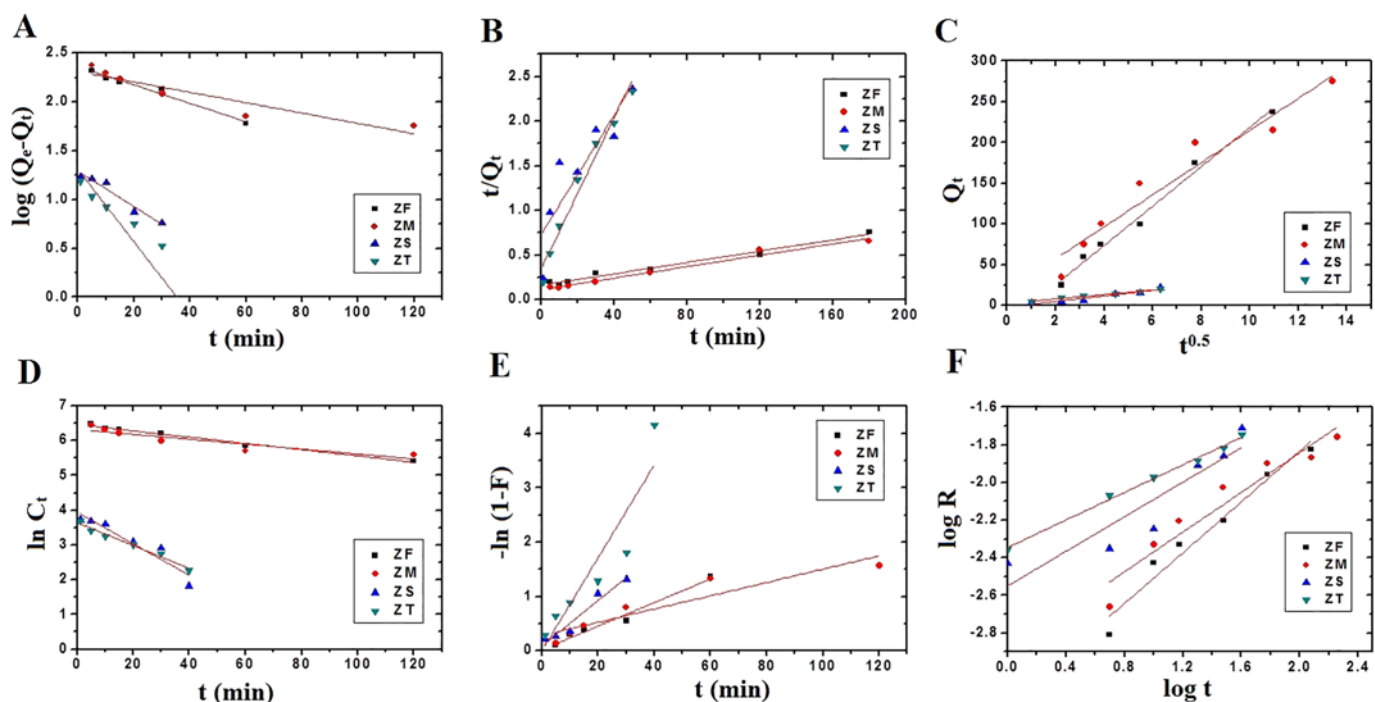 A
log (Qe-Qt)
2.5
2.0
1.5
1.0
0.5
0.0
0
20
40
60
80
100
120
t (min)
ZF
ZM
ZS
ZT
B
t/Qt
2.5
2.0
1.5
1.0
0.5
0.0
0
40
80
120
160
200
t (min)
ZF
ZM
ZS
ZT
C
Qt
300
250
200
150
100
50
0
0
2
4
6
8
10
12
14
t0.5
ZF
ZM
ZS
ZT
D
ln Ct
7
6
5
4
3
2
1
0
0
20
40
60
80
100
120
t (min)
ZF
ZM
ZS
ZT
E
-ln (1-F)
4
3
2
1
0
0
20
40
60
80
100
120
t (min)
ZF
ZM
ZS
ZT
F
log R
-1.6
-1.8
-2.0
-2.2
-2.4
-2.6
-2.8
0.0
0.4
0.8
1.2
1.6
2.0
2.4
log t
ZF
ZM
ZS
ZT